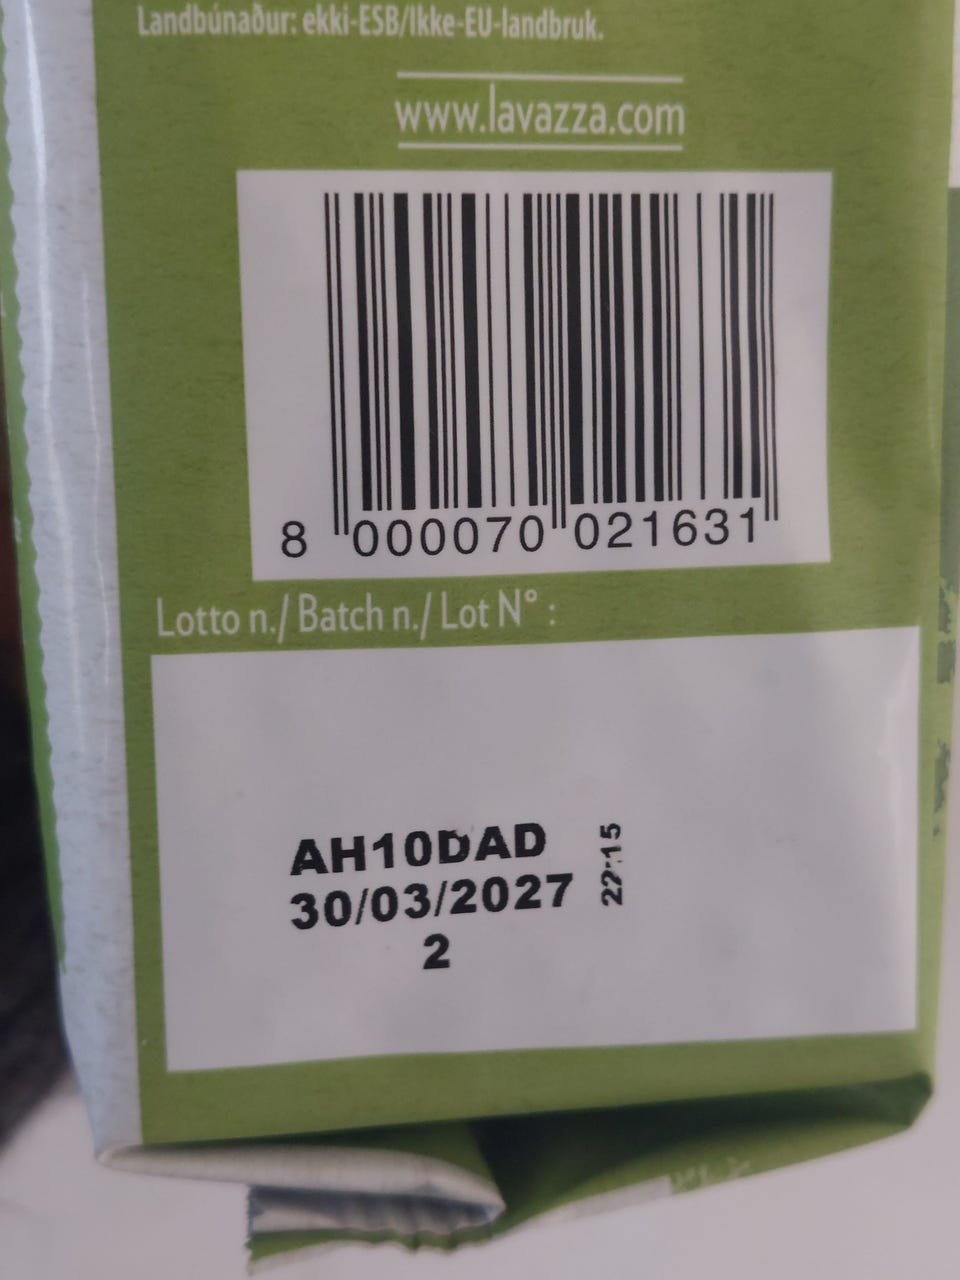 Landbúnaður: ekki-ESB/Ikke-EU-landbruk.
www.lavazza.com
8 000070 021631
Lotto n./ Batch n./ Lot N° :
AH10DAD
30/03/2027
2
22:15